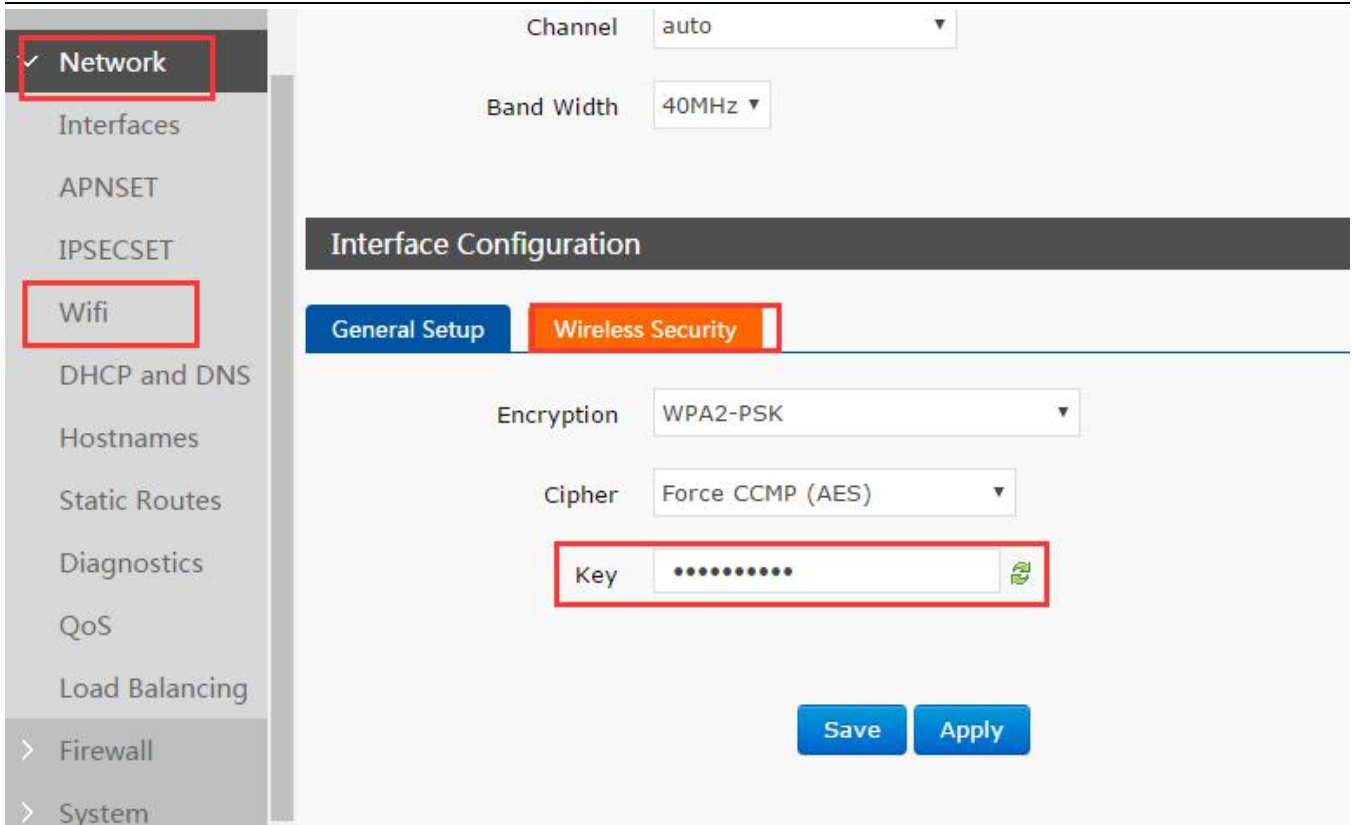 Network
Interfaces
APNSET
IPSECSET
Wifi
DHCP and DNS
Hostnames
Static Routes
Diagnostics
QoS
Load Balancing
Firewall
System
Channel auto
Band Width 40MHz
Interface Configuration
General Setup Wireless Security
Encryption WPA2-PSK
Cipher Force CCMP (AES)
Key ••••••••••
Save Apply